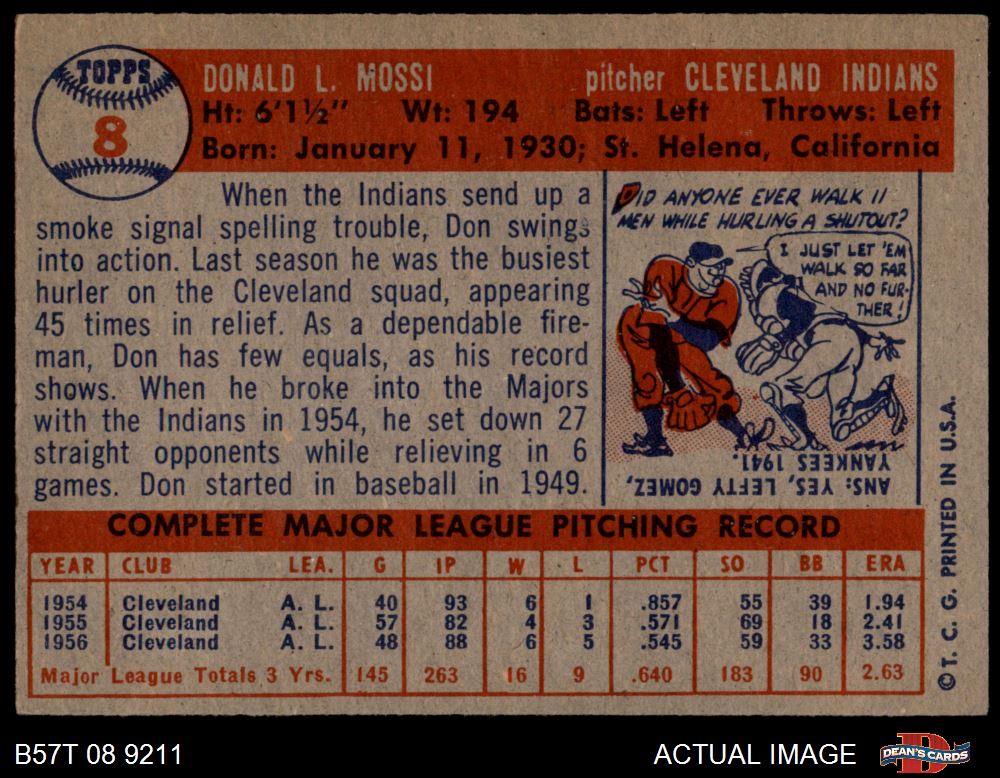 TOPPS
8
DONALD L. MOSSI pitcher CLEVELAND INDIANS
Ht: 6'1½" Wt: 194 Bats: Left Throws: Left
Born: January 11, 1930; St. Helena, California
When the Indians send up a
smoke signal spelling trouble, Don swings
into action. Last season he was the busiest
hurler on the Cleveland squad, appearing
45 times in relief. As a dependable fire-
man, Don has few equals, as his record
shows. When he broke into the Majors
with the Indians in 1954, he set down 27
straight opponents while relieving in 6
games. Don started in baseball in 1949.
DID ANYONE EVER WALK 11
MEN WHILE HURLING A SHUTOUT?
I JUST LET 'EM
WALK SO FAR
AND NO FUR-
THER!
ANS: YES, LEFTY GOMEZ,
YANKEES 1941.
COMPLETE MAJOR LEAGUE PITCHING RECORD
YEAR CLUB LEA. G IP W L PCT SO BB ERA
1954 Cleveland A. L. 40 93 6 1 .857 55 39 1.94
1955 Cleveland A. L. 57 82 4 3 .571 69 18 2.41
1956 Cleveland A. L. 48 88 6 5 .545 59 33 3.58
Major League Totals 3 Yrs. 145 263 16 9 .640 183 90 2.63
© T. C. G. PRINTED IN U.S.A.
B57T 08 9211 ACTUAL IMAGE
DEAN'S CARDS